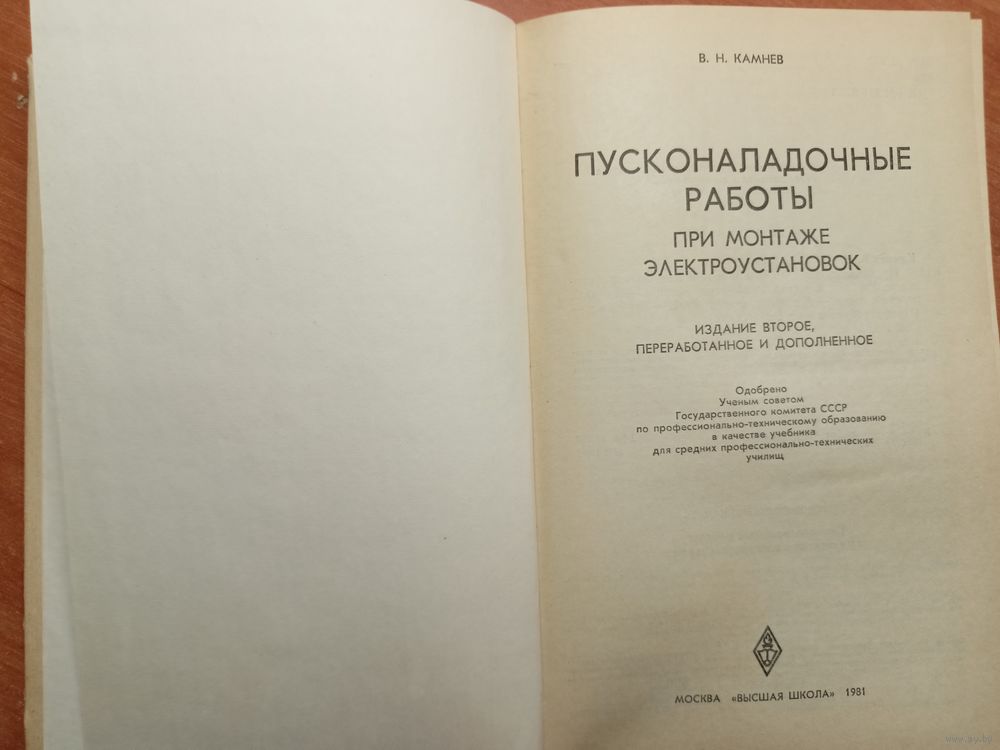 В. Н. КАМНЕВ
ПУСКОНАЛАДОЧНЫЕ
РАБОТЫ
ПРИ МОНТАЖЕ
ЭЛЕКТРОУСТАНОВОК
ИЗДАНИЕ ВТОРОЕ,
ПЕРЕРАБОТАННОЕ И ДОПОЛНЕННОЕ
Одобрено
Ученым советом
Государственного комитета СССР
по профессионально-техническому образованию
в качестве учебника
для средних профессионально-технических
училищ
МОСКВА «ВЫСШАЯ ШКОЛА» 1981